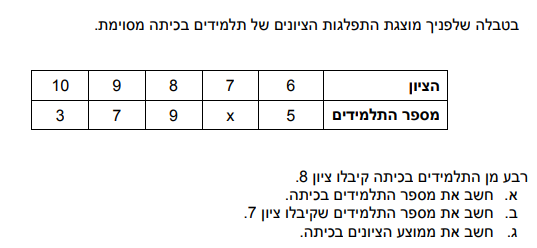 בטבלה שלפניך מוצגת התפלגות הציונים של תלמידים בכיתה מסוימת.
הציון 6 7 8 9 10
מספר התלמידים 5 x 9 7 3
רבע מן התלמידים בכיתה קיבלו ציון 8.
א. חשב את מספר התלמידים בכיתה.
ב. חשב את מספר התלמידים שקיבלו ציון 7.
ג. חשב את ממוצע הציונים בכיתה.